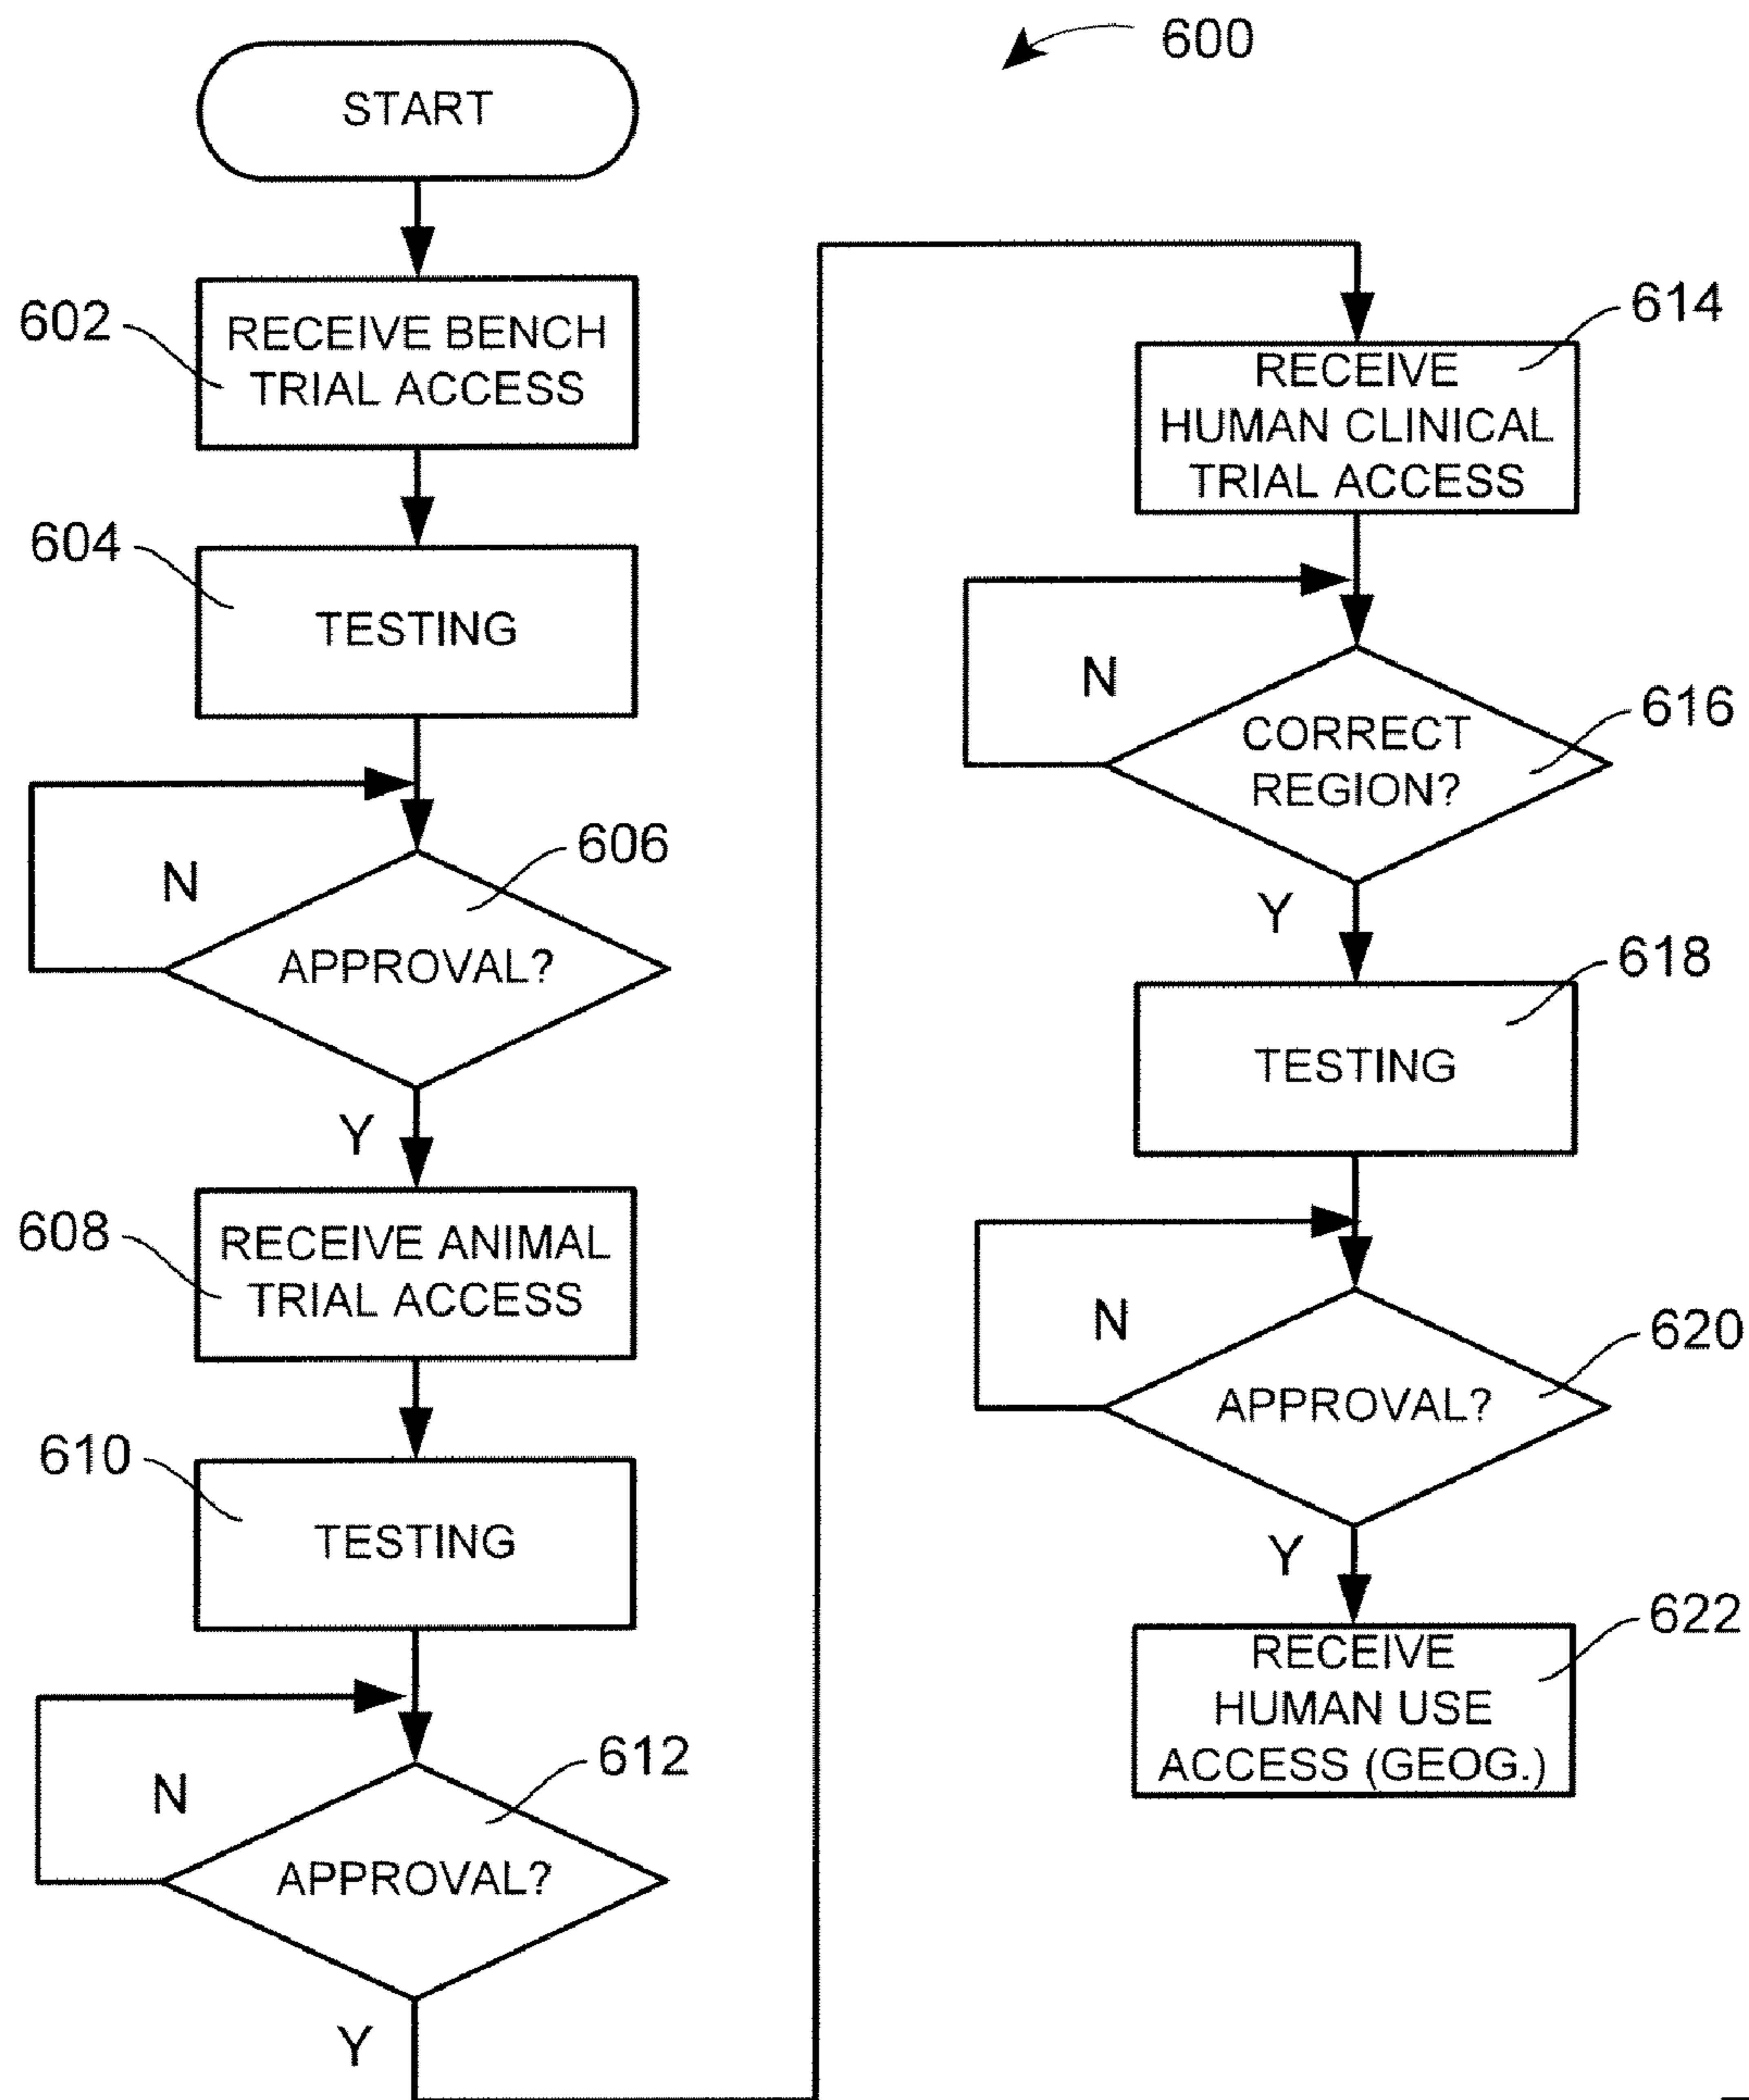 600
START
602
RECEIVE BENCH
TRIAL ACCESS
604
TESTING
606
N
APPROVAL?
Y
608
RECEIVE ANIMAL
TRIAL ACCESS
610
TESTING
612
N
APPROVAL?
Y
614
RECEIVE
HUMAN CLINICAL
TRIAL ACCESS
N
616
CORRECT
REGION?
Y
618
TESTING
N
620
APPROVAL?
Y
622
RECEIVE
HUMAN USE
ACCESS (GEOG.)